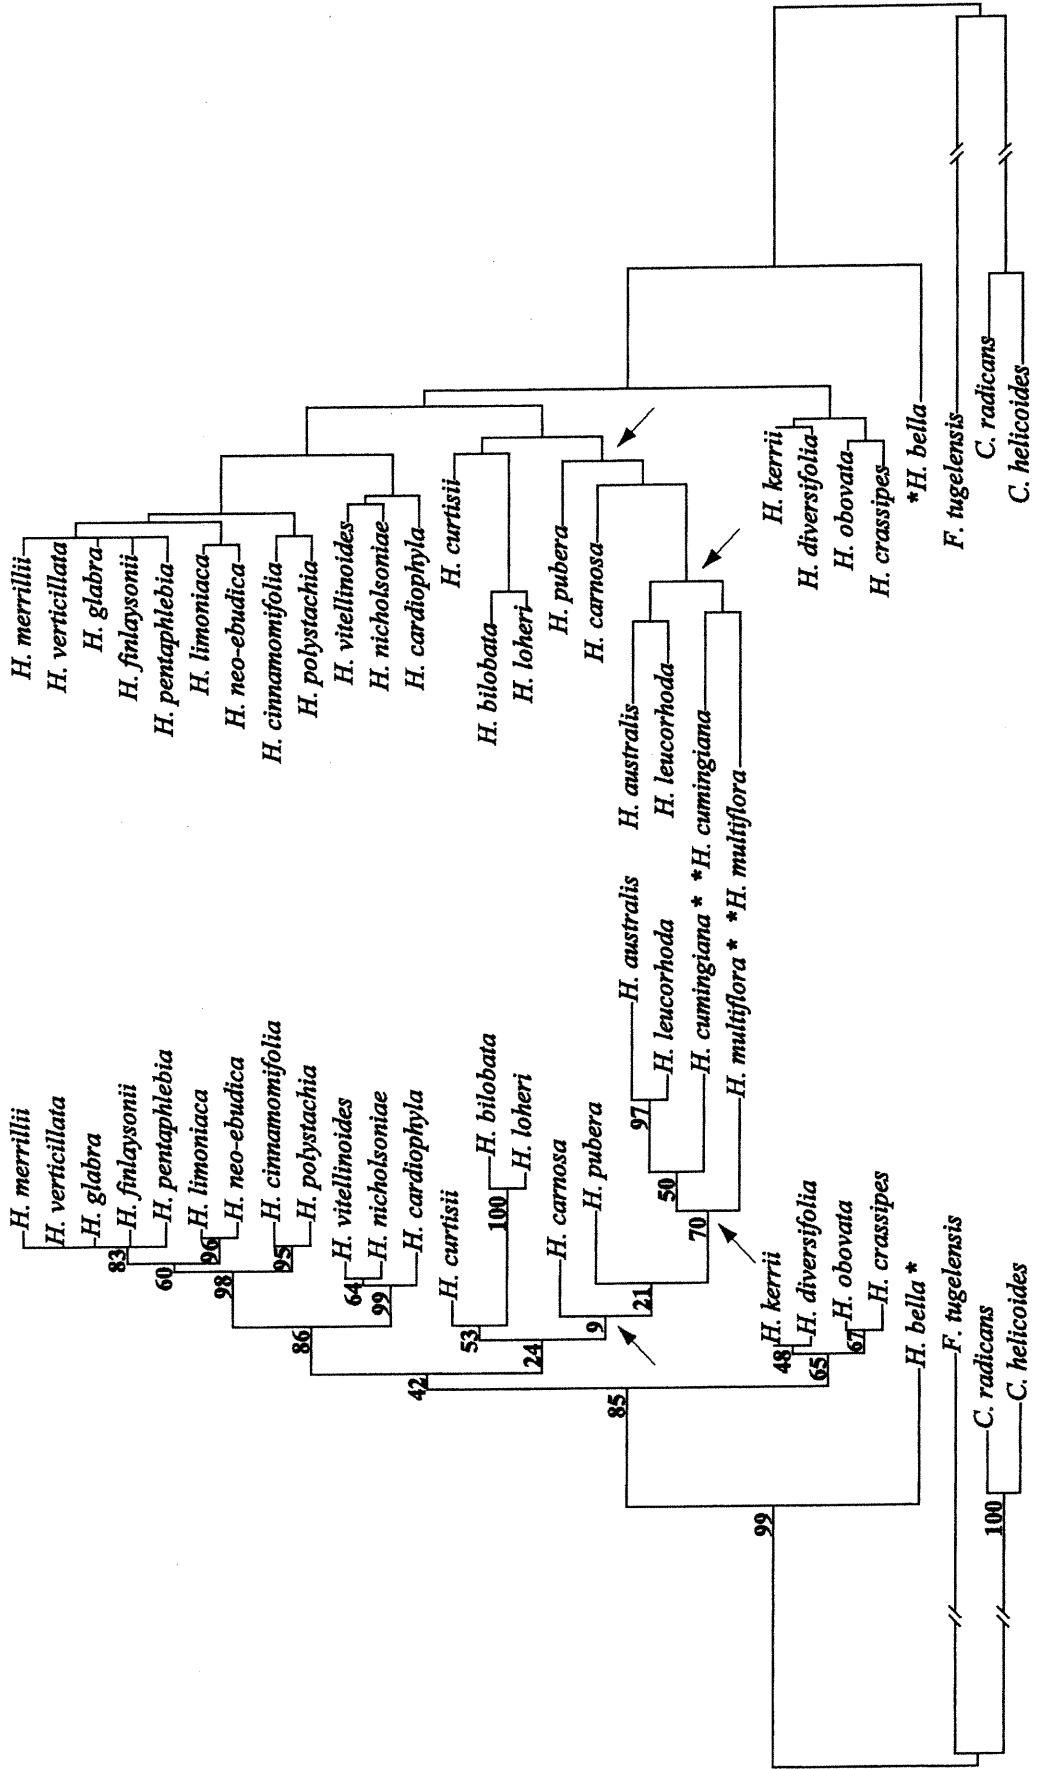 H. merrillii
H. verticillata
H. glabra
H. finlaysonii
H. pentaphlebia
H. limoniaca
H. neo-ebudica
H. cinnamomifolia
H. polystachia
H. vitellinoides
H. nicholsoniae
H. cardiophyla
H. curtisii
H. bilobata
H. loheri
H. carnosa
H. pubera
H. australis
H. leucorhoda
H. cumingiana *
H. multiflora *
H. kerrii
H. diversifolia
H. obovata
H. crassipes
H. bella *
F. tugelensis
C. radicans
C. helicoides
83
60
96
98
95
64
99
86
53
100
24
9
21
97
50
70
42
48
65
67
85
99
100
H. merrillii
H. verticillata
H. glabra
H. finlaysonii
H. pentaphlebia
H. limoniaca
H. neo-ebudica
H. cinnamomifolia
H. polystachia
H. vitellinoides
H. nicholsoniae
H. cardiophyla
H. curtisii
H. bilobata
H. loheri
H. pubera
H. carnosa
H. australis
H. leucorhoda
*H. cumingiana
*H. multiflora
H. kerrii
H. diversifolia
H. obovata
H. crassipes
*H. bella
F. tugelensis
C. radicans
C. helicoides